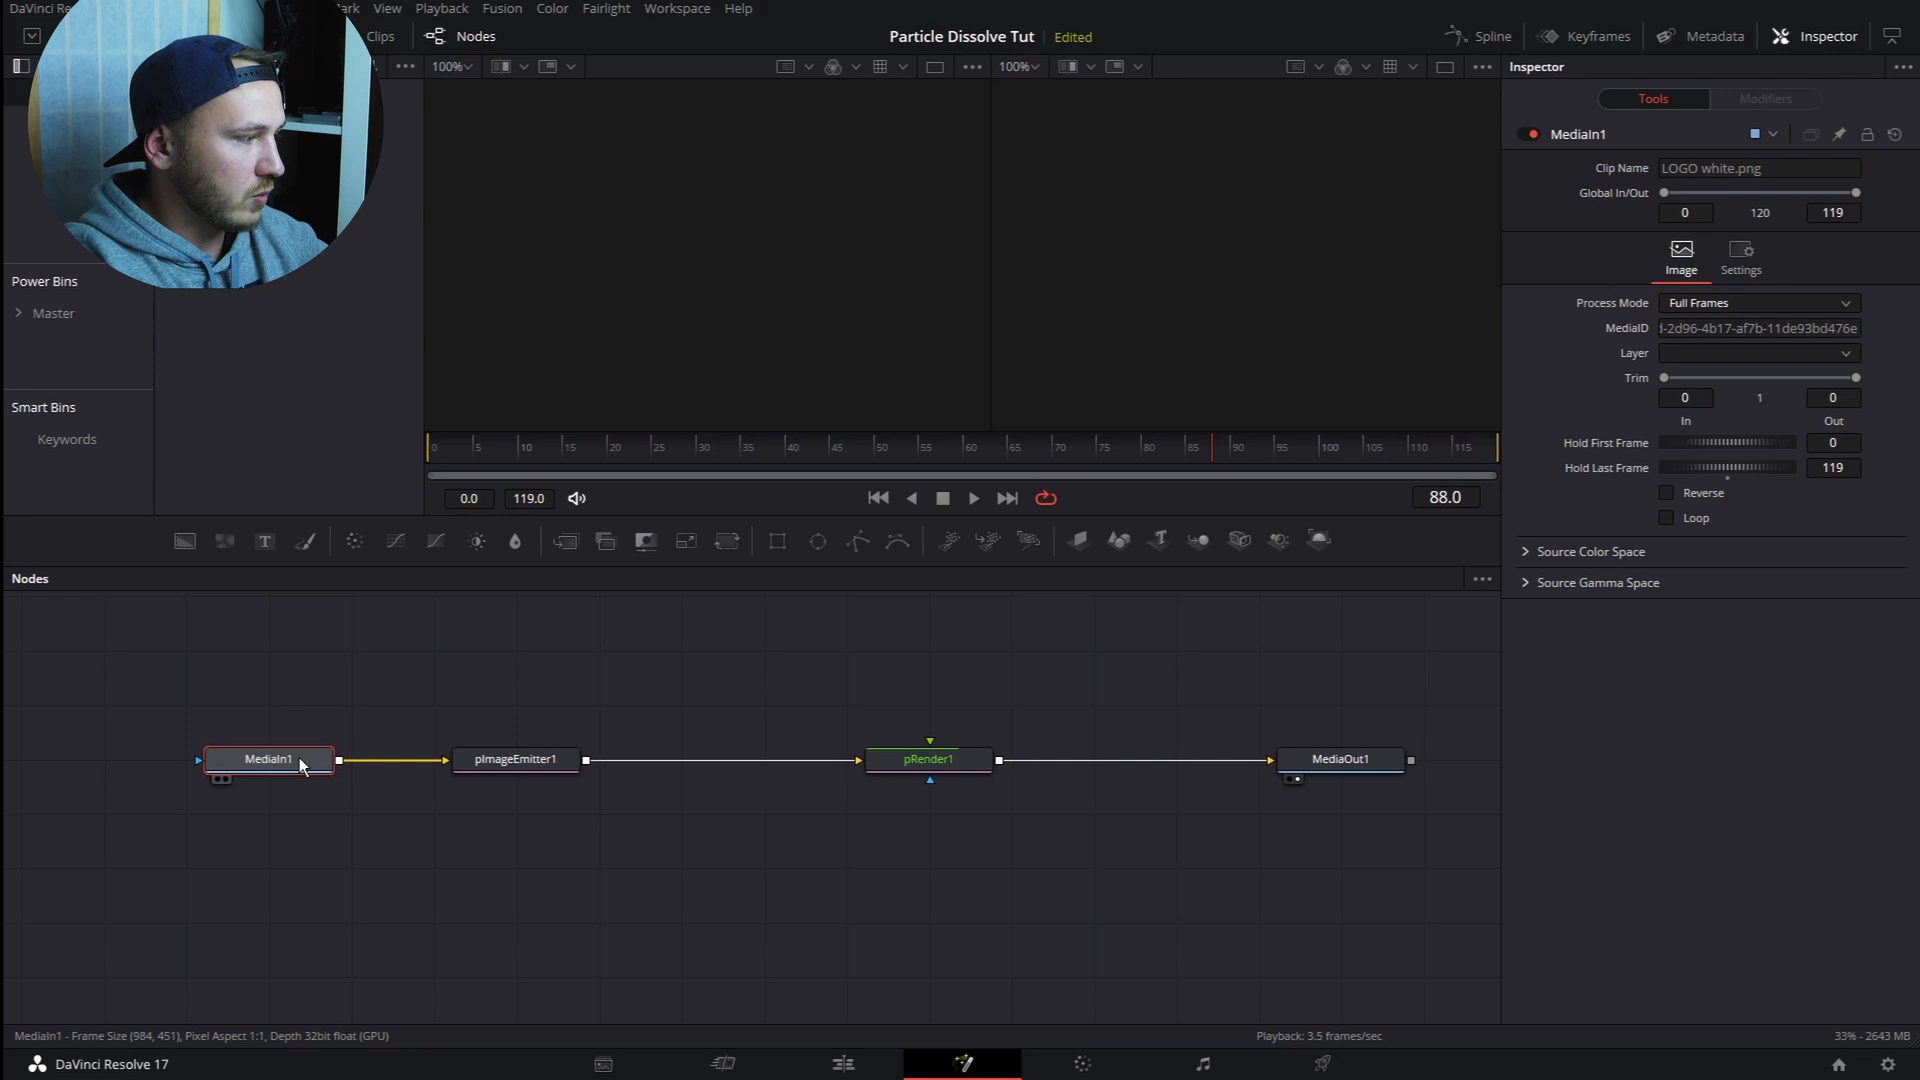 DaVinci Re
ark View Playback Fusion Color Fairlight Workspace Help
Clips Nodes Particle Dissolve Tut Edited Spline Keyframes Metadata Inspector
100% 100% Inspector
Tools Modifiers
MediaIn1
Clip Name LOGO white.png
Global In/Out
0 120 119
Image Settings
Process Mode Full Frames
MediaID -2d96-4b17-af7b-11de93bd476e
Layer
Trim
0 1 0
In Out
Hold First Frame 0
Hold Last Frame 119
Reverse
Loop
Source Color Space
Source Gamma Space
Power Bins
Master
Smart Bins
Keywords
0 5 10 15 20 25 30 35 40 45 50 55 60 65 70 75 80 85 90 95 100 105 110 115
0.0 119.0 88.0
T
Nodes
MediaIn1 pImageEmitter1 pRender1 MediaOut1
MediaIn1 - Frame Size (984, 451), Pixel Aspect 1:1, Depth 32bit float (GPU) Playback: 3.5 frames/sec 33% - 2643 MB
DaVinci Resolve 17